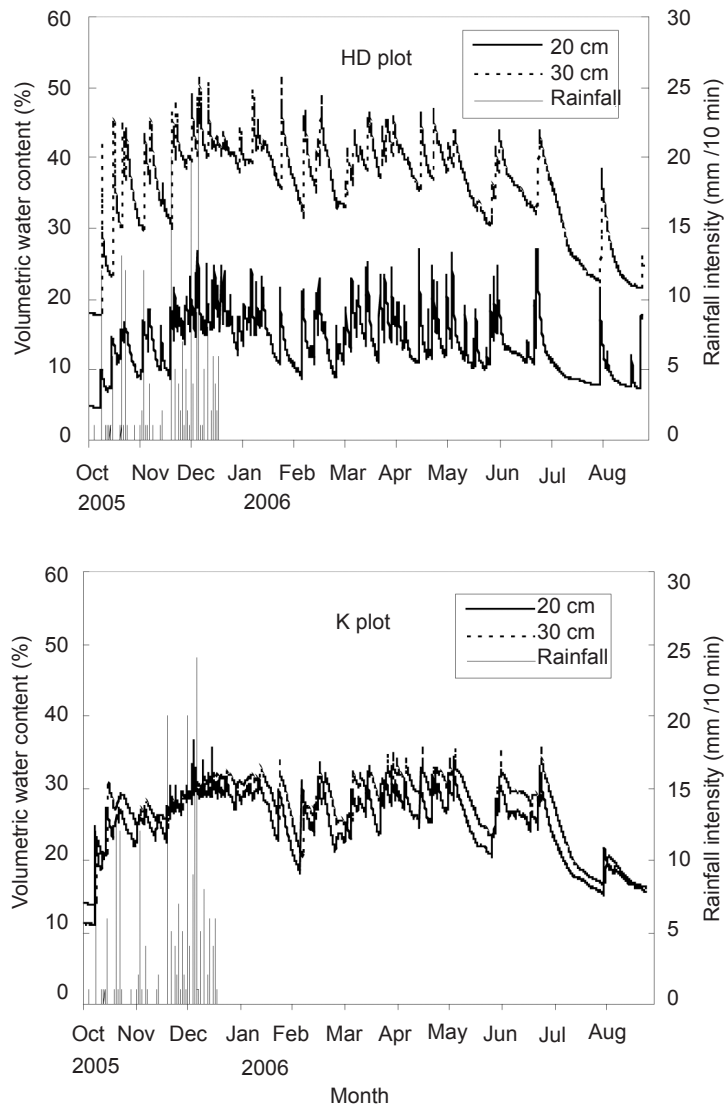 60
50
40
30
20
10
0
Volumetric water content (%)
HD plot
20 cm
30 cm
Rainfall
30
25
20
15
10
5
0
Rainfall intensity (mm /10 min)
Oct Nov Dec Jan Feb Mar Apr May Jun Jul Aug
2005 2006
60
50
40
30
20
10
0
Volumetric water content (%)
K plot
20 cm
30 cm
Rainfall
30
25
20
15
10
5
0
Rainfall intensity (mm /10 min)
Oct Nov Dec Jan Feb Mar Apr May Jun Jul Aug
2005 2006
Month